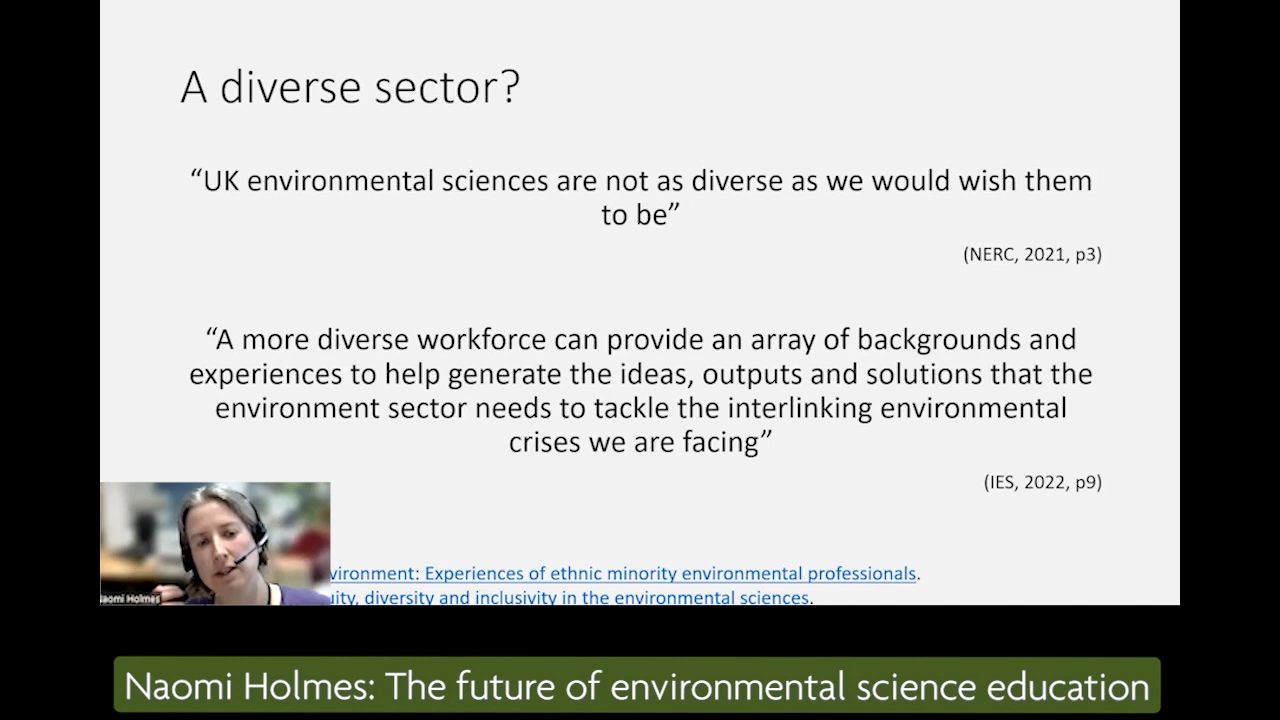 A diverse sector?
“UK environmental sciences are not as diverse as we would wish them
to be”
(NERC, 2021, p3)
“A more diverse workforce can provide an array of backgrounds and
experiences to help generate the ideas, outputs and solutions that the
environment sector needs to tackle the interlinking environmental
crises we are facing”
(IES, 2022, p9)
Experiences of ethnic minority environmental professionals.
diversity and inclusivity in the environmental sciences.
Naomi Holmes
Naomi Holmes: The future of environmental science education